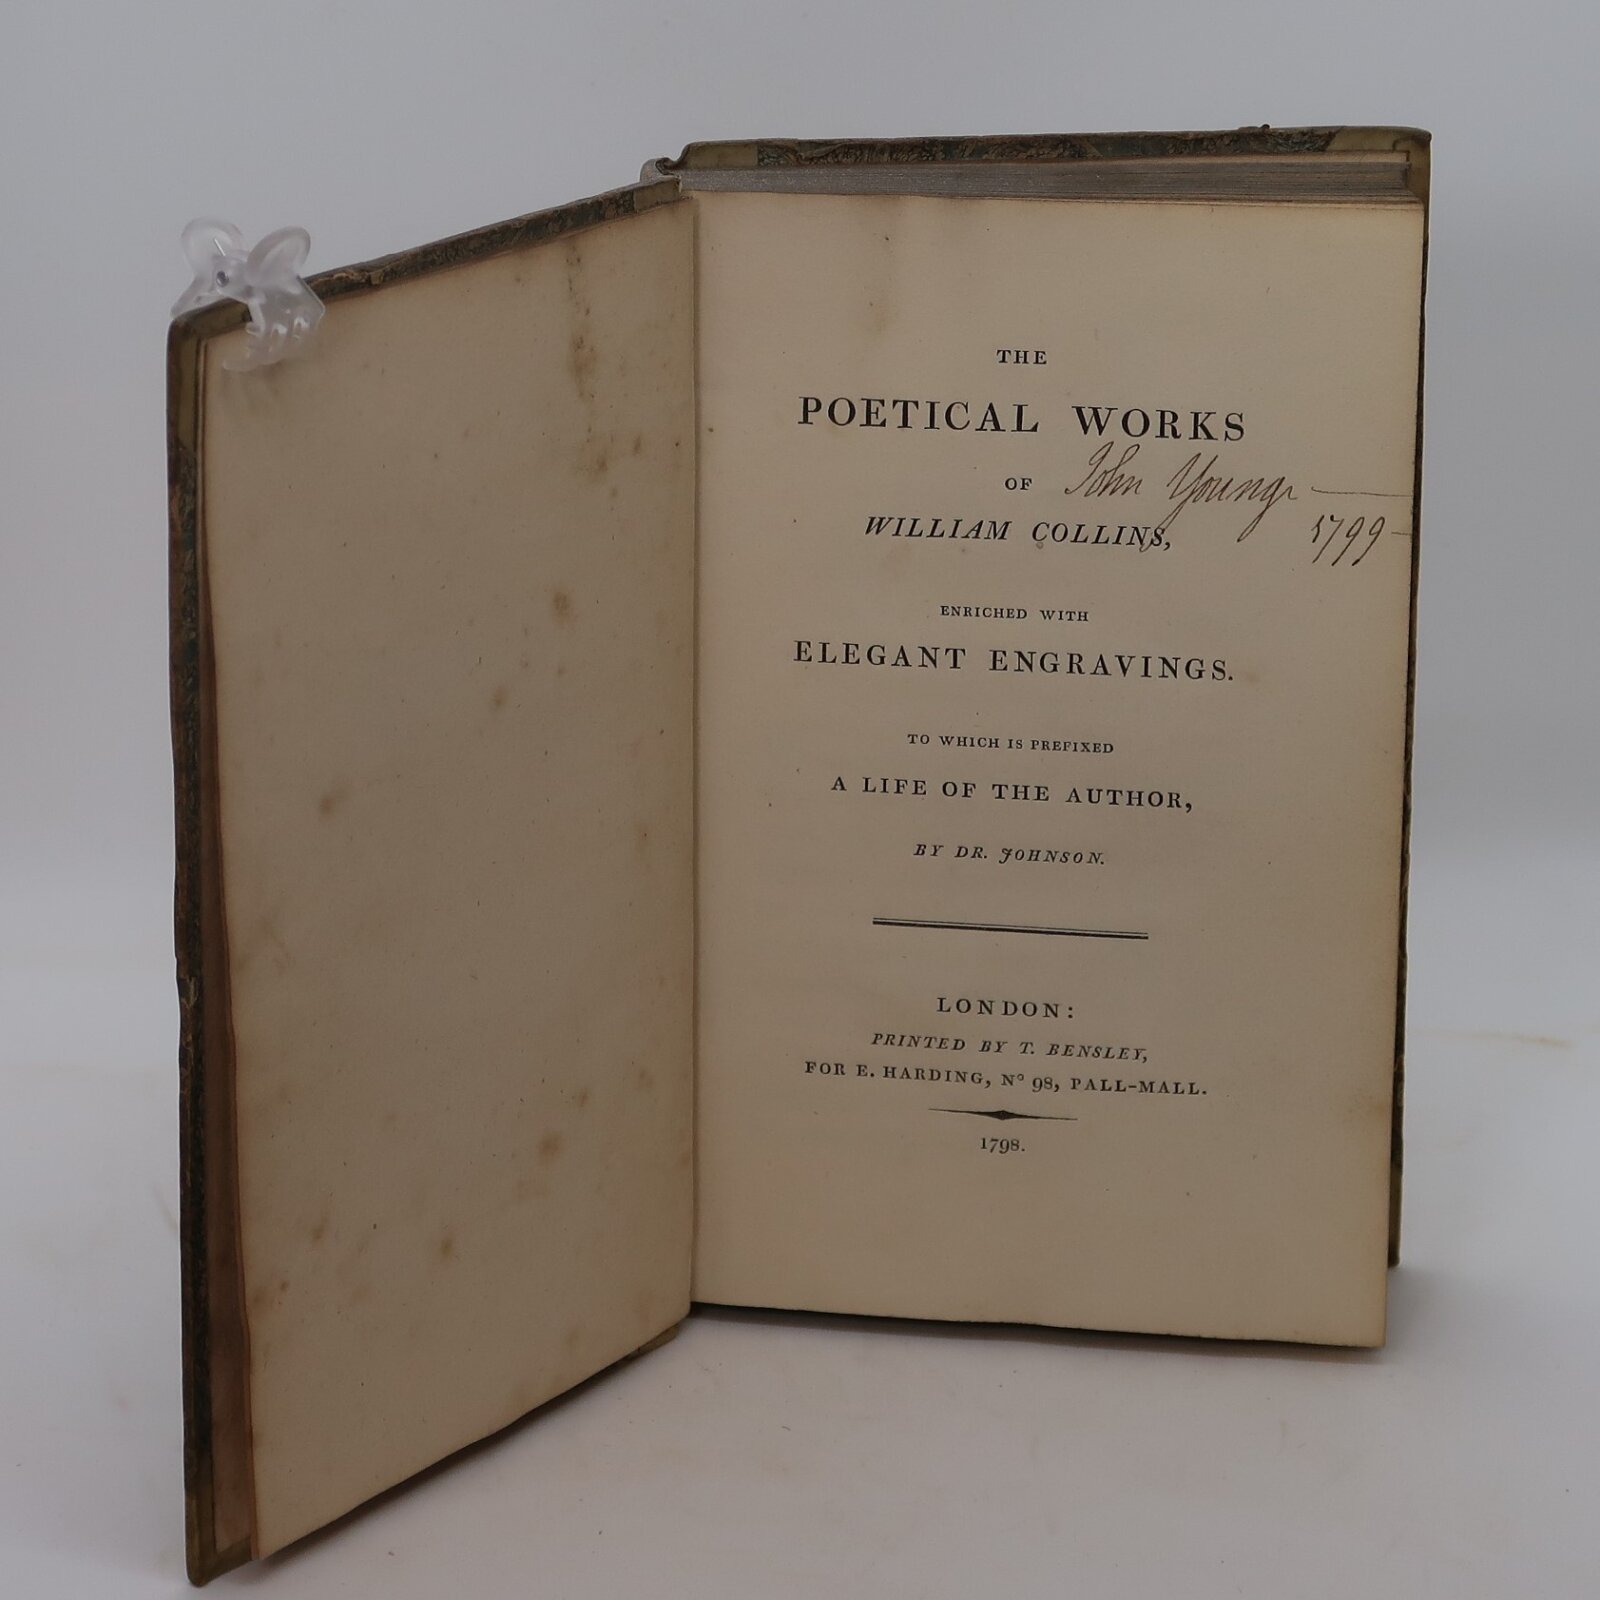 THE
POETICAL WORKS
OF
John Young
1799
WILLIAM COLLINS,
ENRICHED WITH
ELEGANT ENGRAVINGS.
TO WHICH IS PREFIXED
A LIFE OF THE AUTHOR,
BY DR. JOHNSON.
LONDON:
PRINTED BY T. BENSLEY,
FOR E. HARDING, Nº 98, PALL-MALL.
1798.